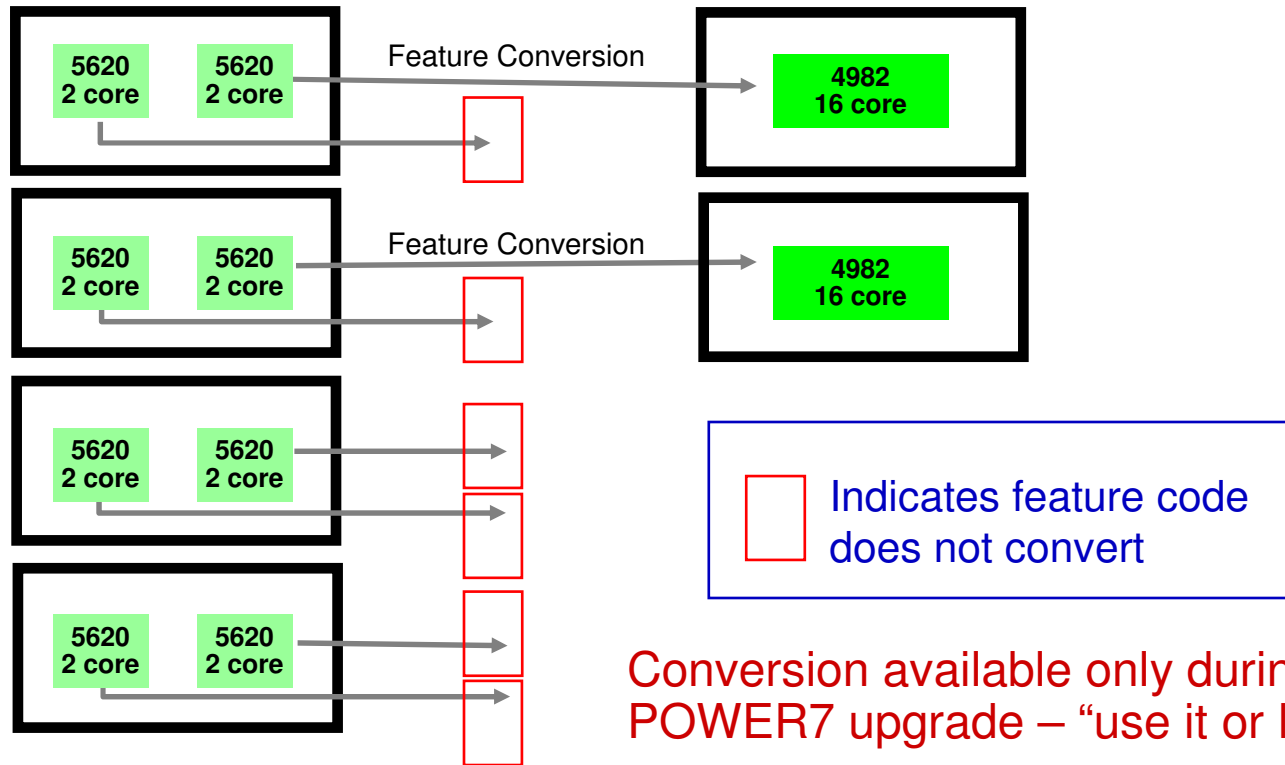 5620 5620
2 core 2 core
Feature Conversion
4982
16 core
5620 5620
2 core 2 core
Feature Conversion
4982
16 core
5620 5620
2 core 2 core
Indicates feature code
does not convert
5620 5620
2 core 2 core
Conversion available only
POWER7 upgrade – “use it or